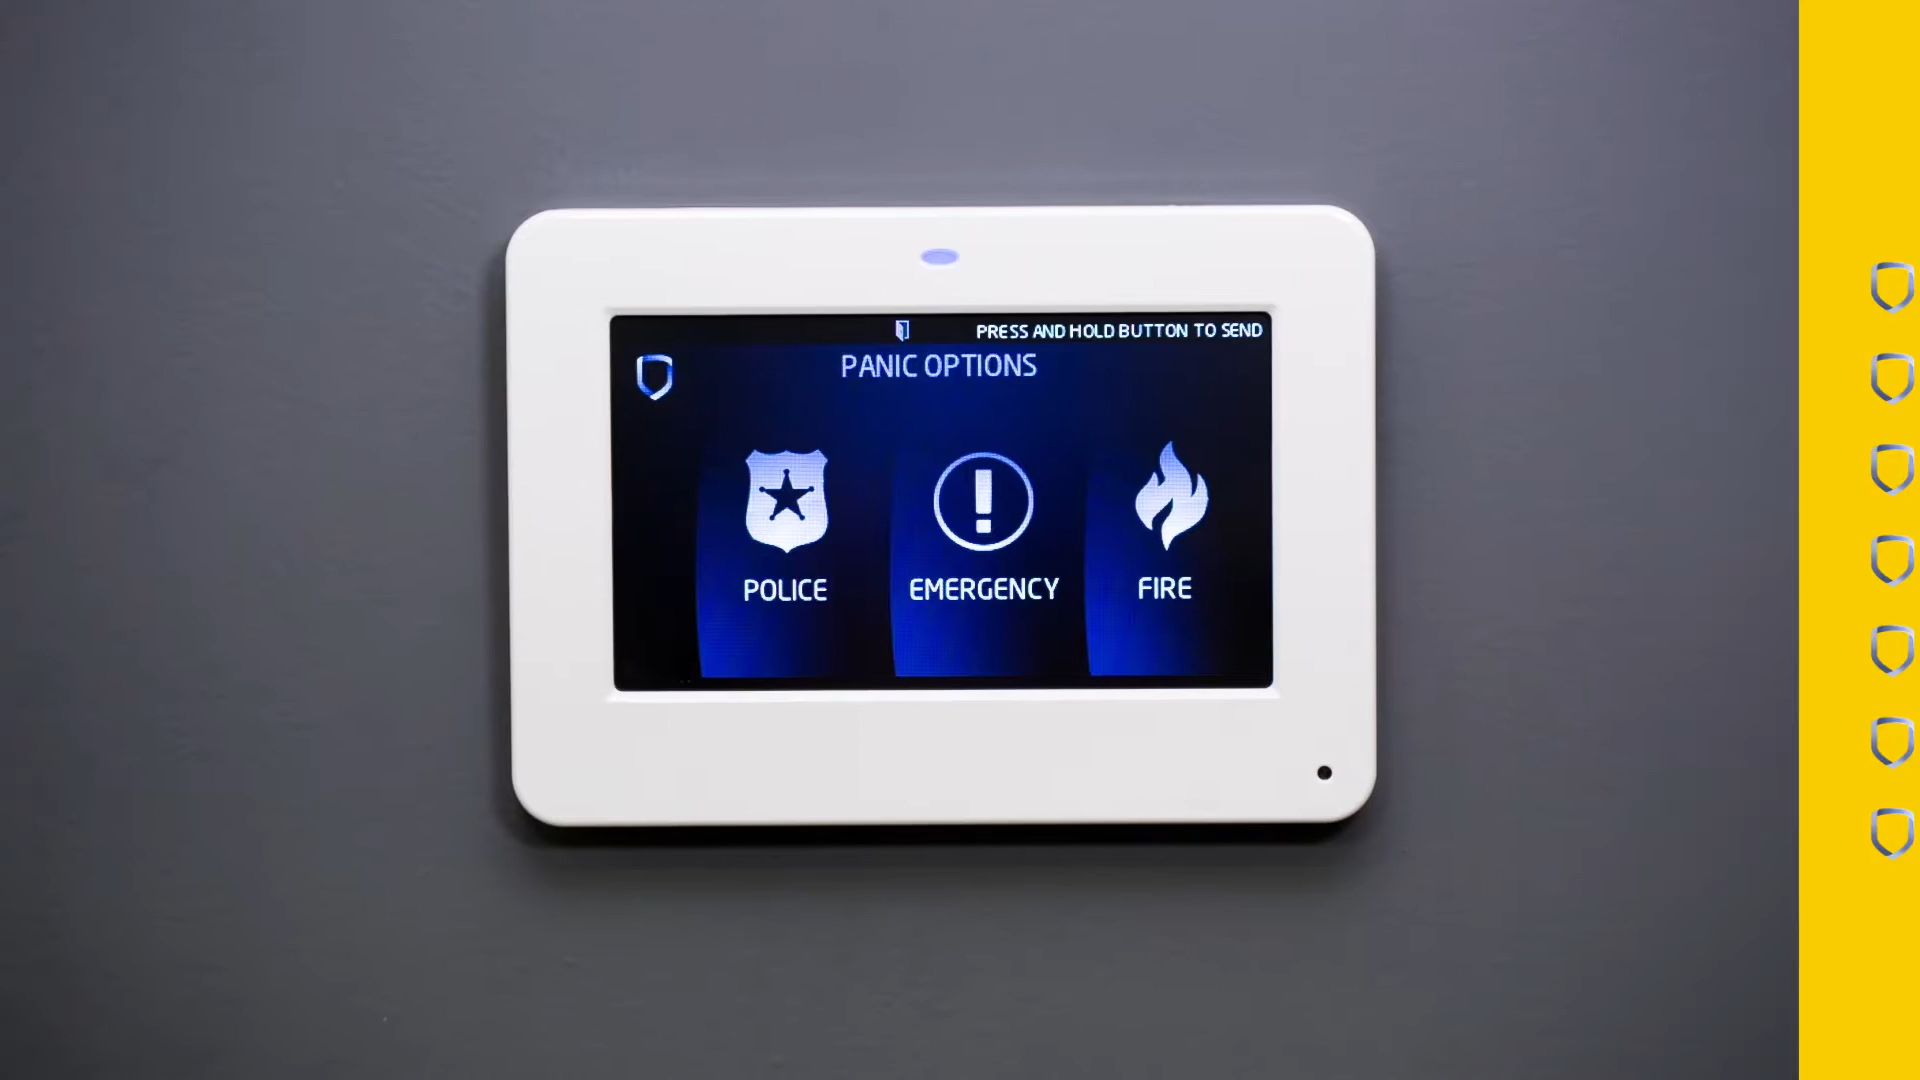 PRESS AND HOLD BUTTON TO SEND
PANIC OPTIONS
POLICE
EMERGENCY
FIRE